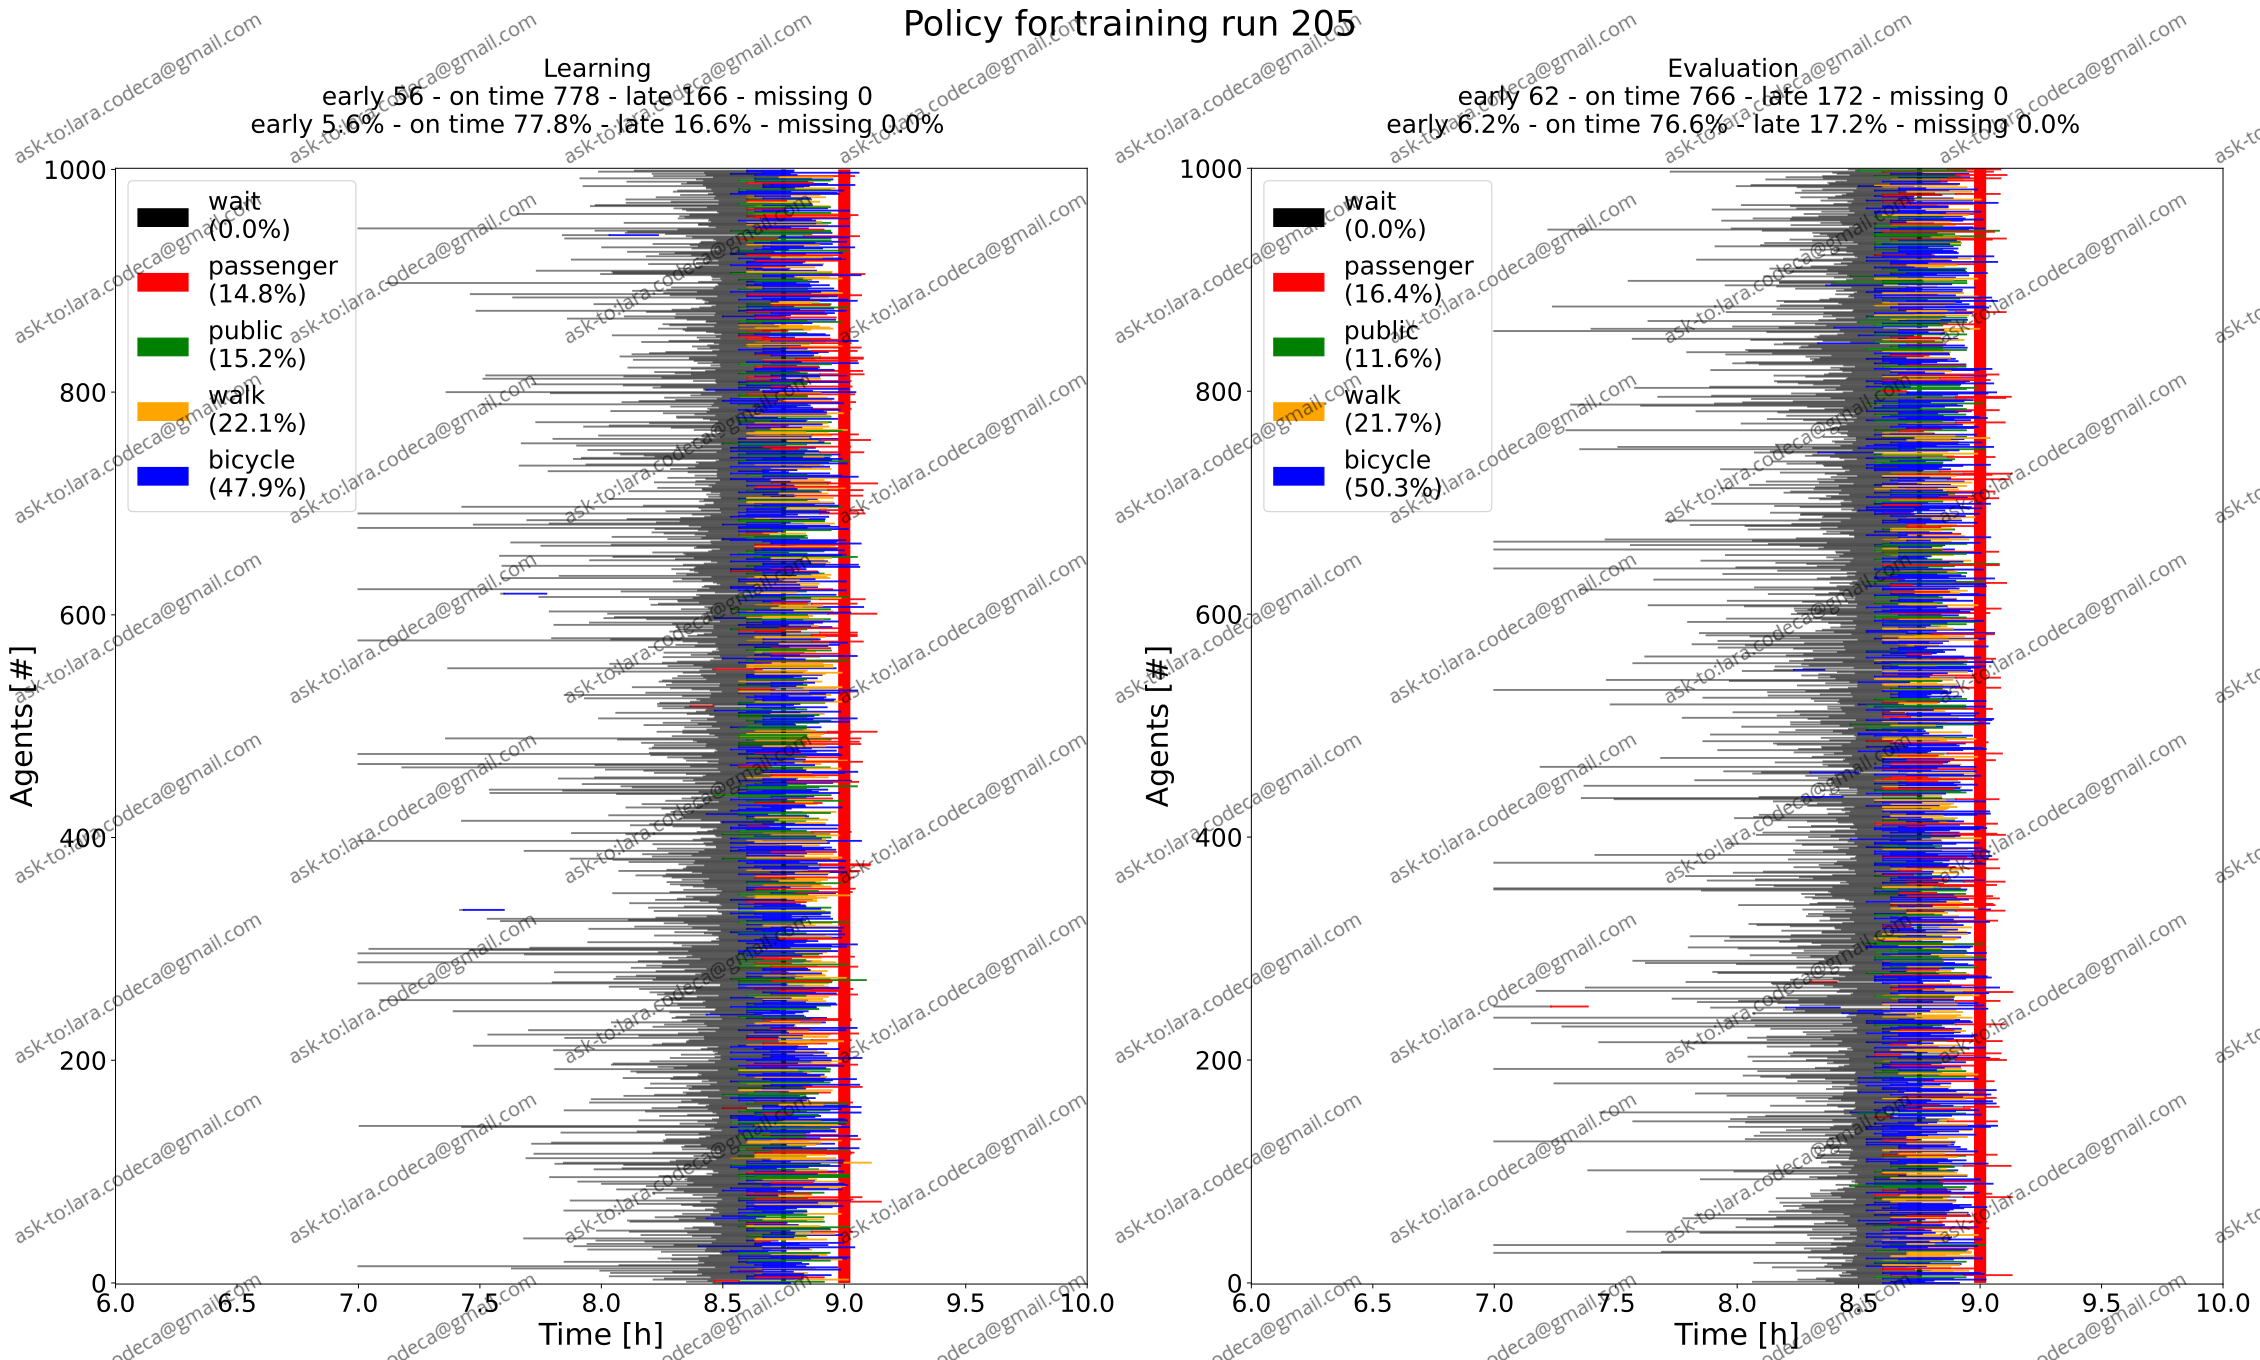 Policy for training run 205
Learning
early 56 - on time 778 - late 166 - missing 0
early 5.6% - on time 77.8% - late 16.6% - missing 0.0%
1000
800
600
400
200
0
Agents [#]
wait
(0.0%)
passenger
(14.8%)
public
(15.2%)
walk
(22.1%)
bicycle
(47.9%)
6.0 6.5 7.0 7.5 8.0 8.5 9.0 9.5 10.0
Time [h]
Evaluation
early 62 - on time 766 - late 172 - missing 0
early 6.2% - on time 76.6% - late 17.2% - missing 0.0%
1000
800
600
400
200
0
Agents [#]
wait
(0.0%)
passenger
(16.4%)
public
(11.6%)
walk
(21.7%)
bicycle
(50.3%)
6.0 6.5 7.0 7.5 8.0 8.5 9.0 9.5 10.0
Time [h]
ask-to:lara.codeca@gmail.com